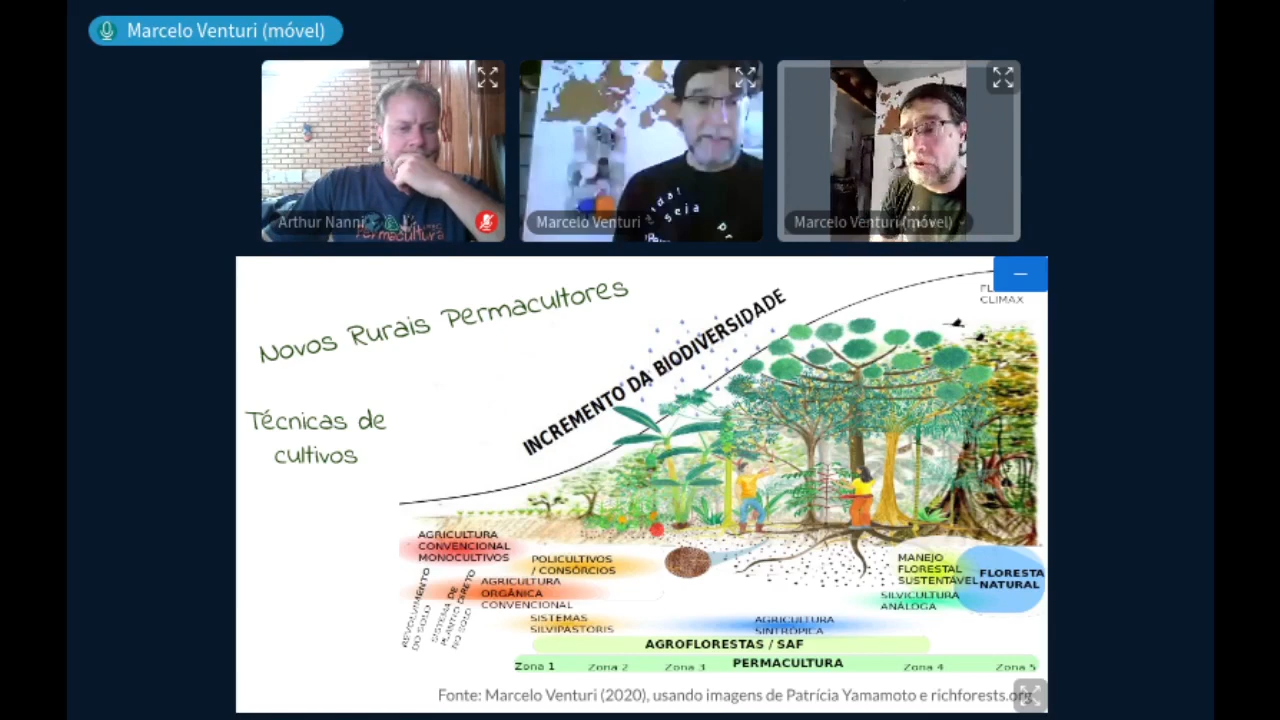 Marcelo Venturi (móvel)
Arthur Nanni
Marcelo Venturi
Marcelo Venturi (móvel)
Permacultura
Novos Rurais Permacultores
Técnicas de
cultivos
INCREMENTO DA BIODIVERSIDADE
CLIMAX
AGRICULTURA
CONVENCIONAL
MONOCULTIVOS
POLICULTIVOS
/ CONSÓRCIOS
AGRICULTURA
ORGÂNICA
CONVENCIONAL
REVOLVIMENTO
DO SOLO
SISTEMA DE
PLANTIO DIRETO
NO SOLO
SISTEMAS
SILVIPASTORIS
MANEJO
FLORESTAL
SUSTENTÁVEL
FLORESTA
NATURAL
SILVICULTURA
ANÁLOGA
AGRICULTURA
SINTRÓPICA
AGROFLORESTAS / SAF
Zona 1 Zona 2 Zona 3 PERMACULTURA Zona 4 Zona 5
Fonte: Marcelo Venturi (2020), usando imagens de Patrícia Yamamoto e richforests.org